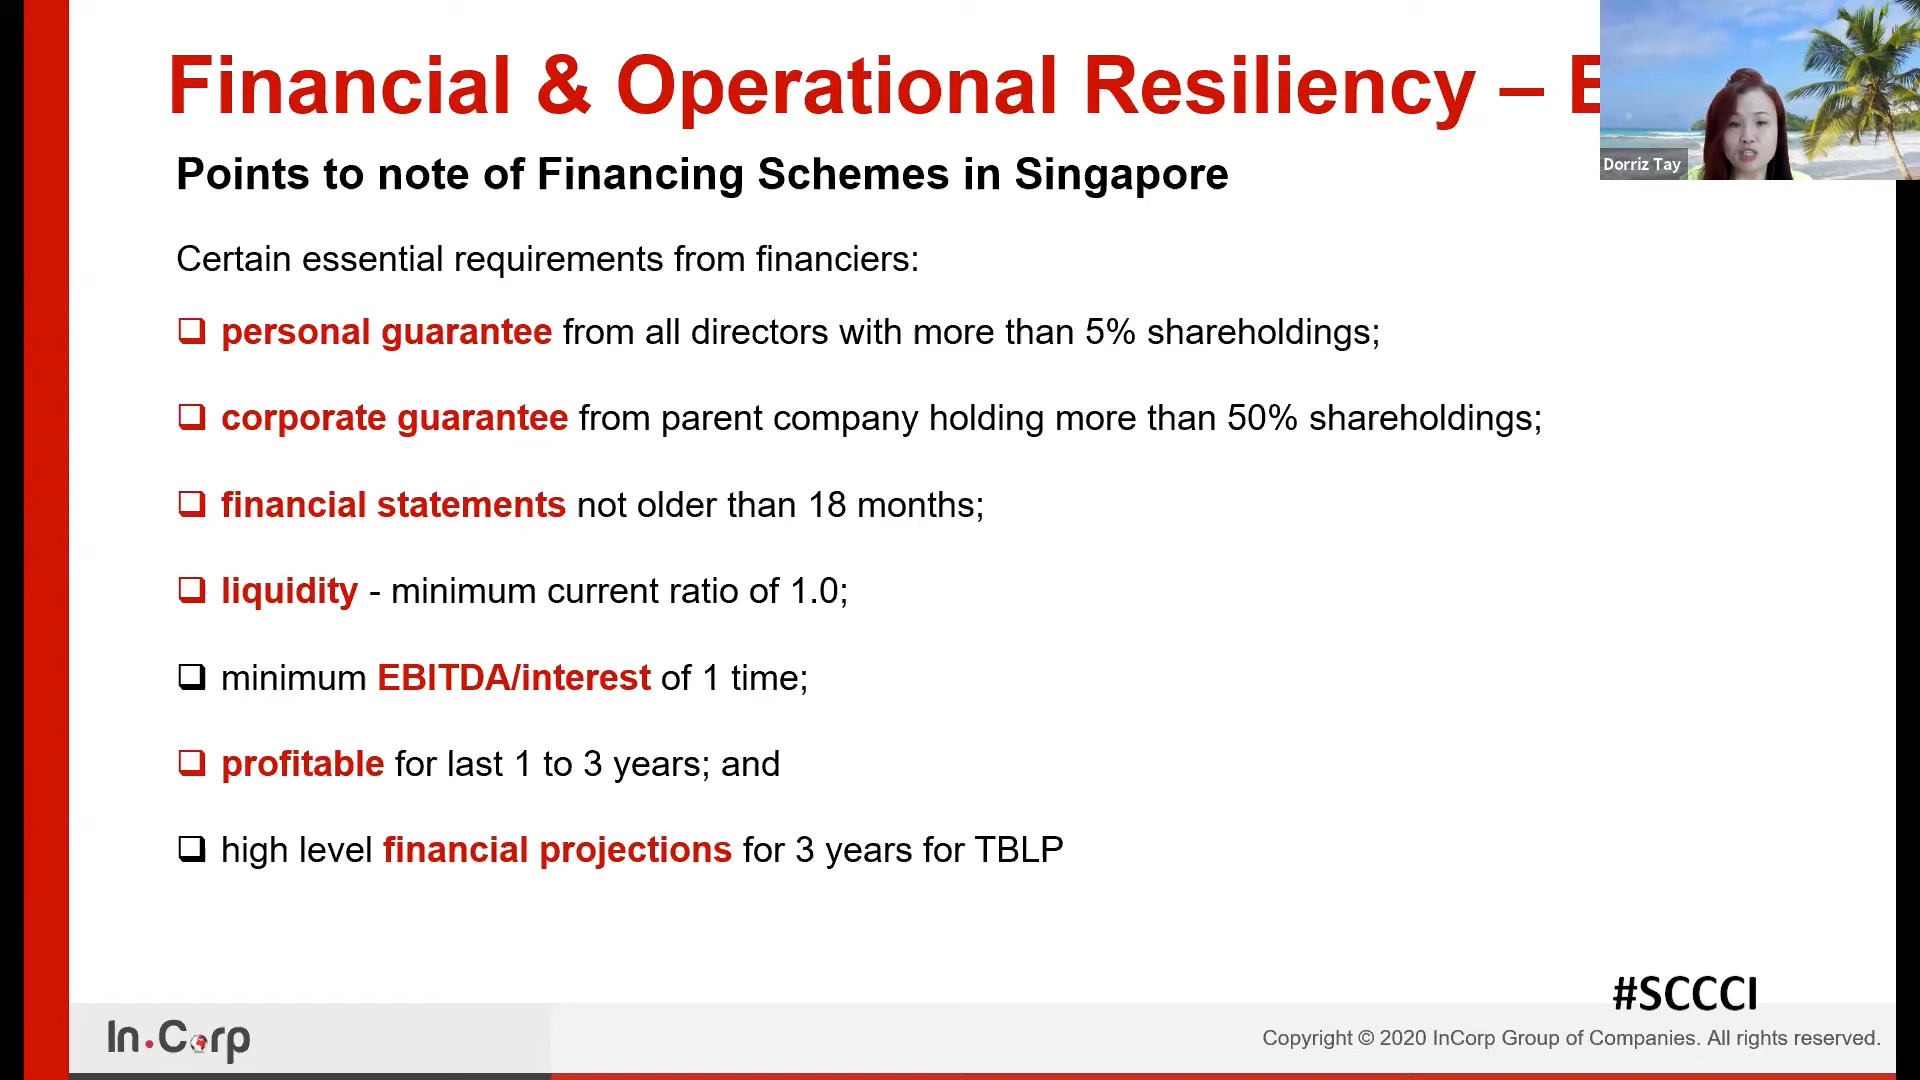 Financial & Operational Resiliency – E
Dorriz Tay
Points to note of Financing Schemes in Singapore
Certain essential requirements from financiers:
personal guarantee from all directors with more than 5% shareholdings;
corporate guarantee from parent company holding more than 50% shareholdings;
financial statements not older than 18 months;
liquidity - minimum current ratio of 1.0;
minimum EBITDA/interest of 1 time;
profitable for last 1 to 3 years; and
high level financial projections for 3 years for TBLP
#SCCCI
In.Corp
Copyright © 2020 InCorp Group of Companies. All rights reserved.